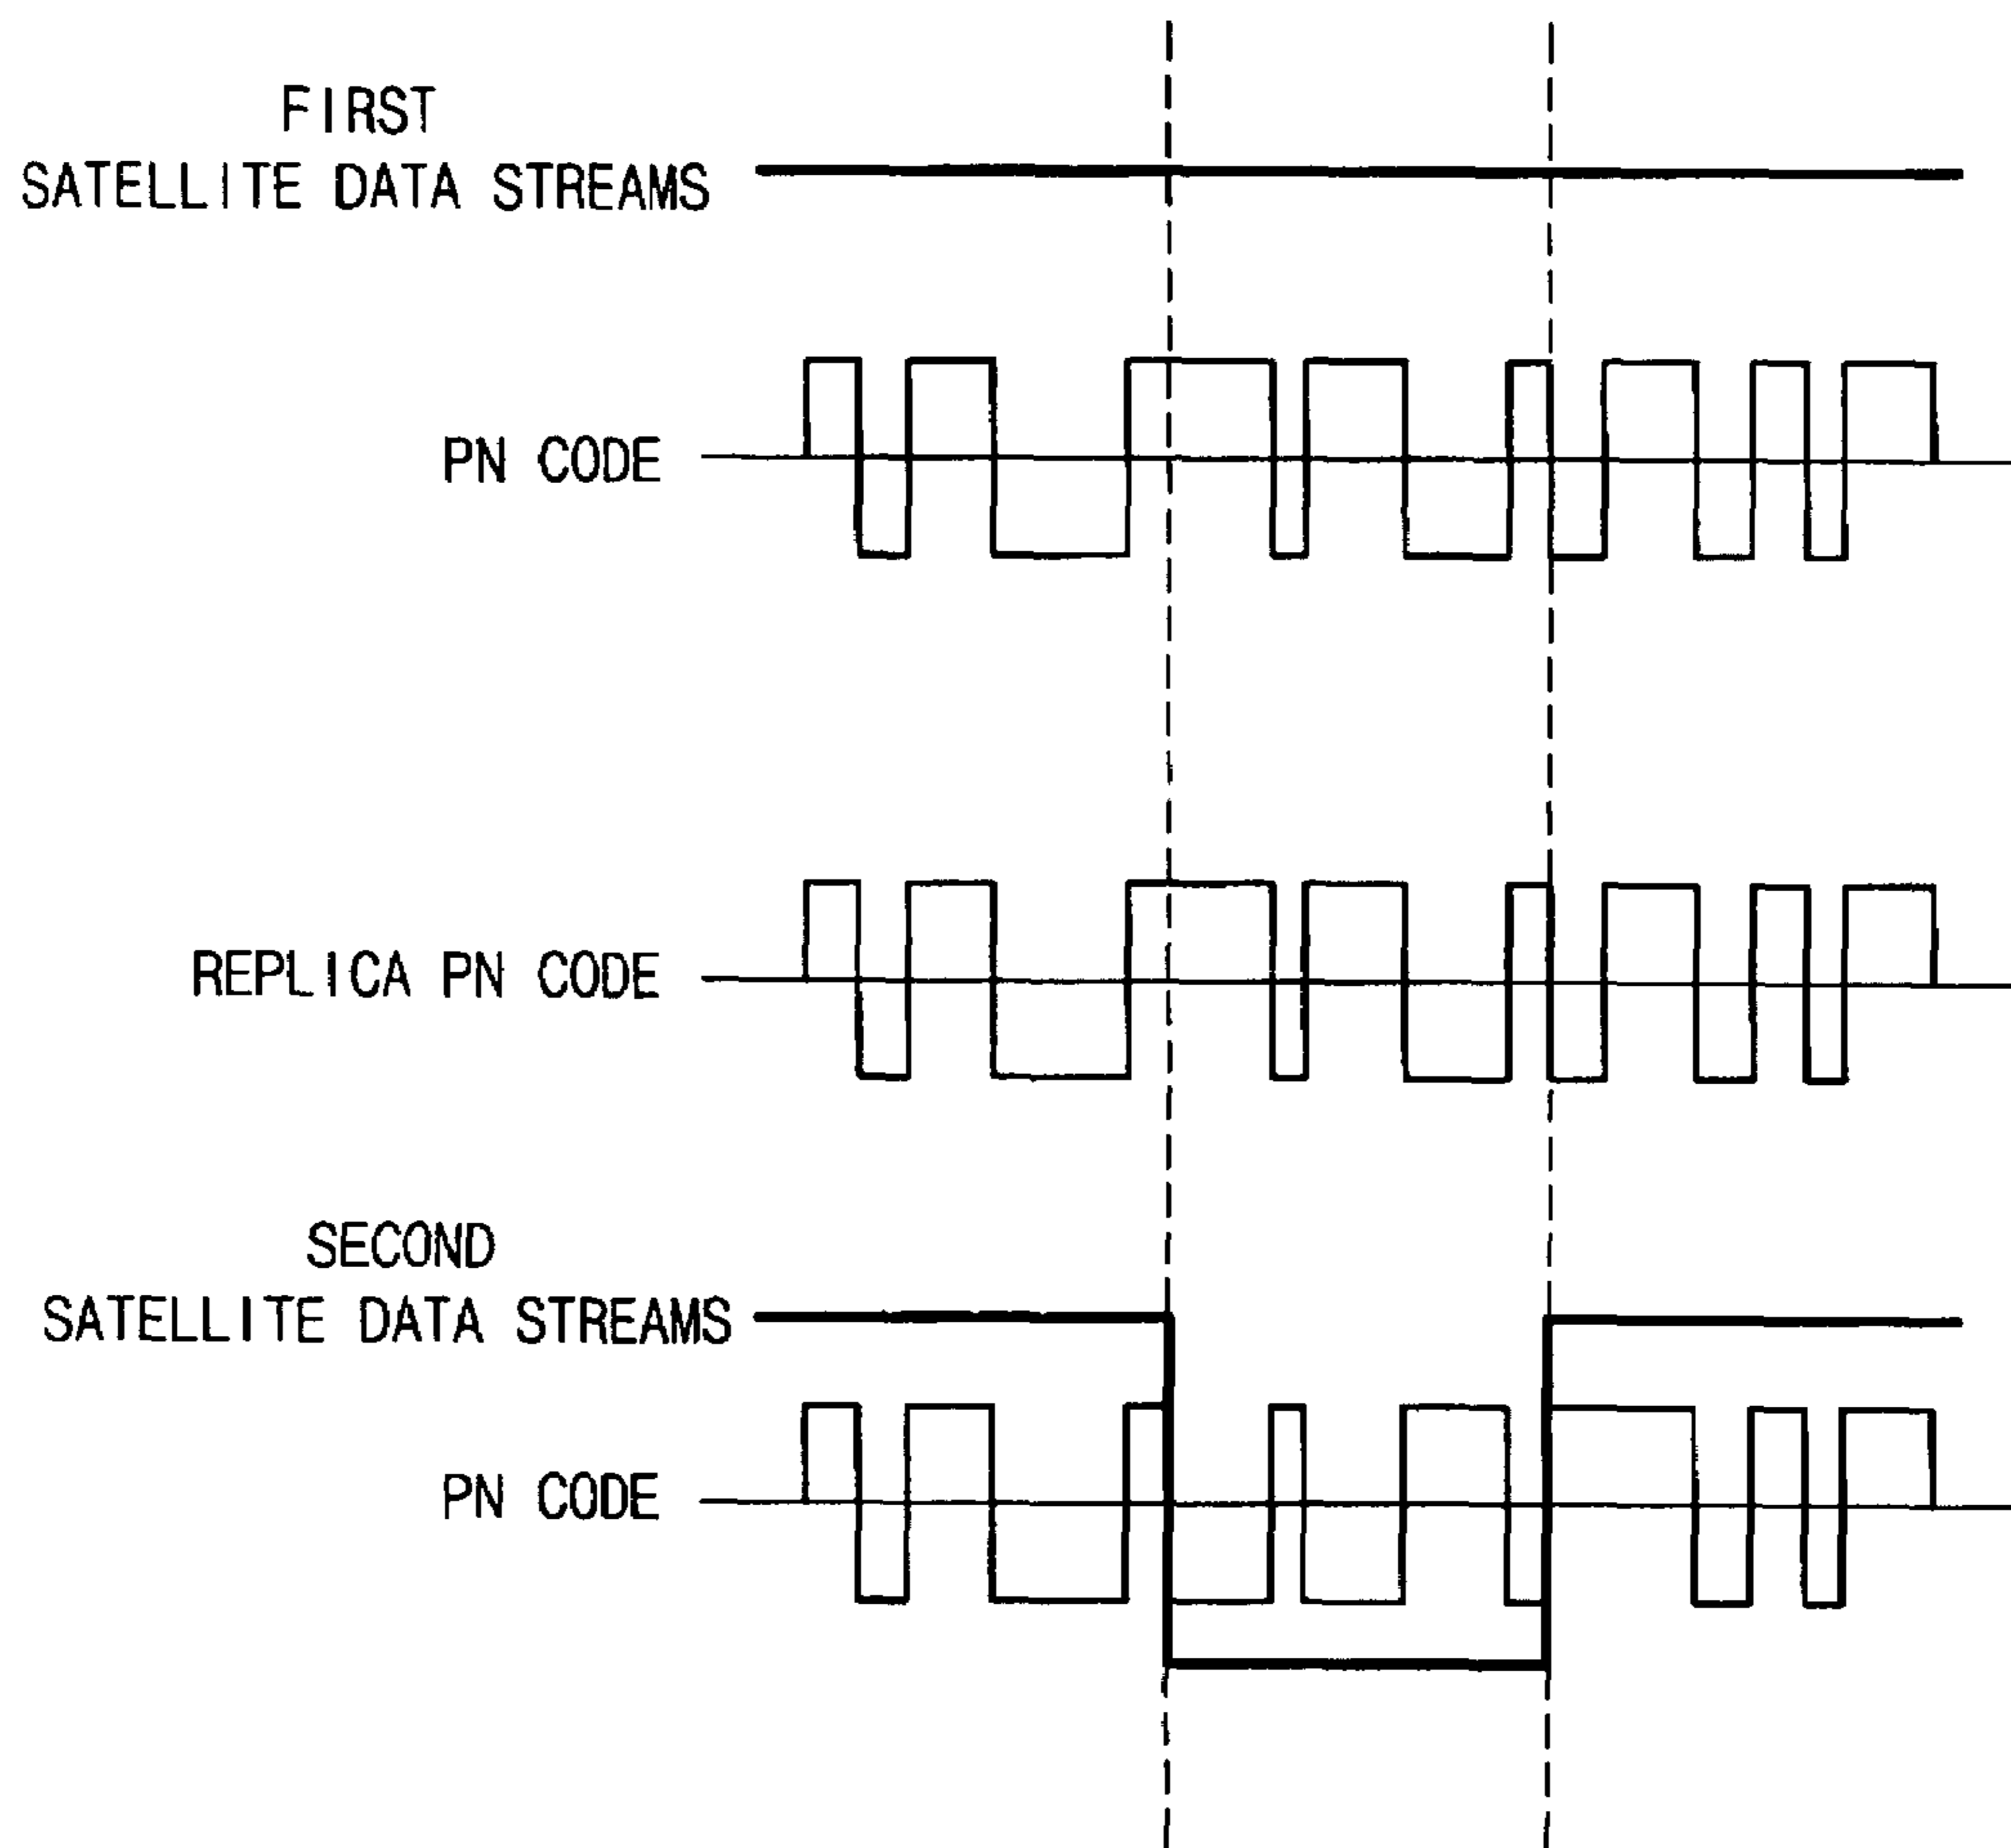 FIRST
SATELLITE DATA STREAMS
PN CODE
REPLICA PN CODE
SECOND
SATELLITE DATA STREAMS
PN CODE